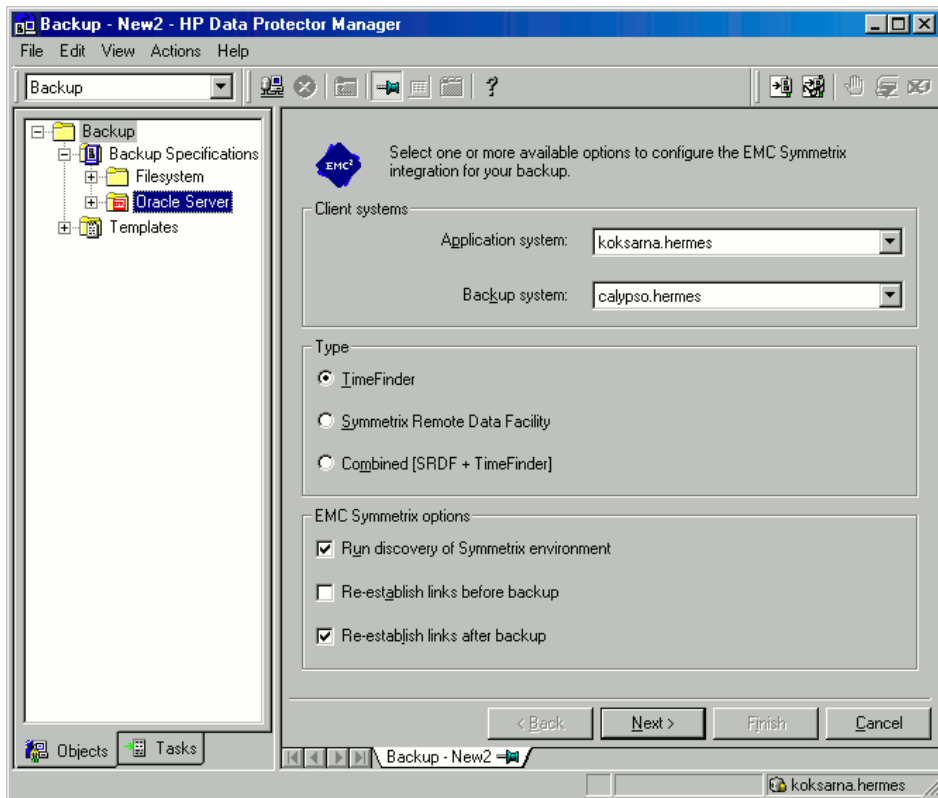 Backup - New2 - HP Data Protector Manager
File Edit View Actions Help
Backup
?
Backup
Backup Specifications
Filesystem
Oracle Server
Templates
EMC²
Select one or more available options to configure the EMC Symmetrix
integration for your backup.
Client systems
Application system: koksarna.hermes
Backup system: calypso.hermes
Type
TimeFinder
Symmetrix Remote Data Facility
Combined [SRDF + TimeFinder]
EMC Symmetrix options
Run discovery of Symmetrix environment
Re-establish links before backup
Re-establish links after backup
< Back Next > Finish Cancel
Objects Tasks
Backup - New2
koksarna.hermes